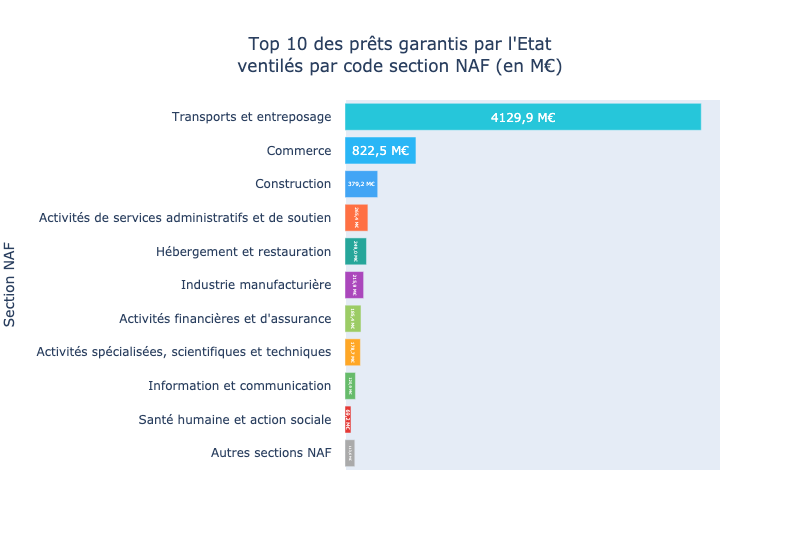 Top 10 des prêts garantis par l'Etat
ventilés par code section NAF (en M€)
Section NAF
Transports et entreposage
4129,9 M€
Commerce
822,5 M€
Construction
379,2 M€
Activités de services administratifs et de soutien
Hébergement et restauration
Industrie manufacturière
Activités financières et d'assurance
Activités spécialisées, scientifiques et techniques
Information et communication
Santé humaine et action sociale
Autres sections NAF